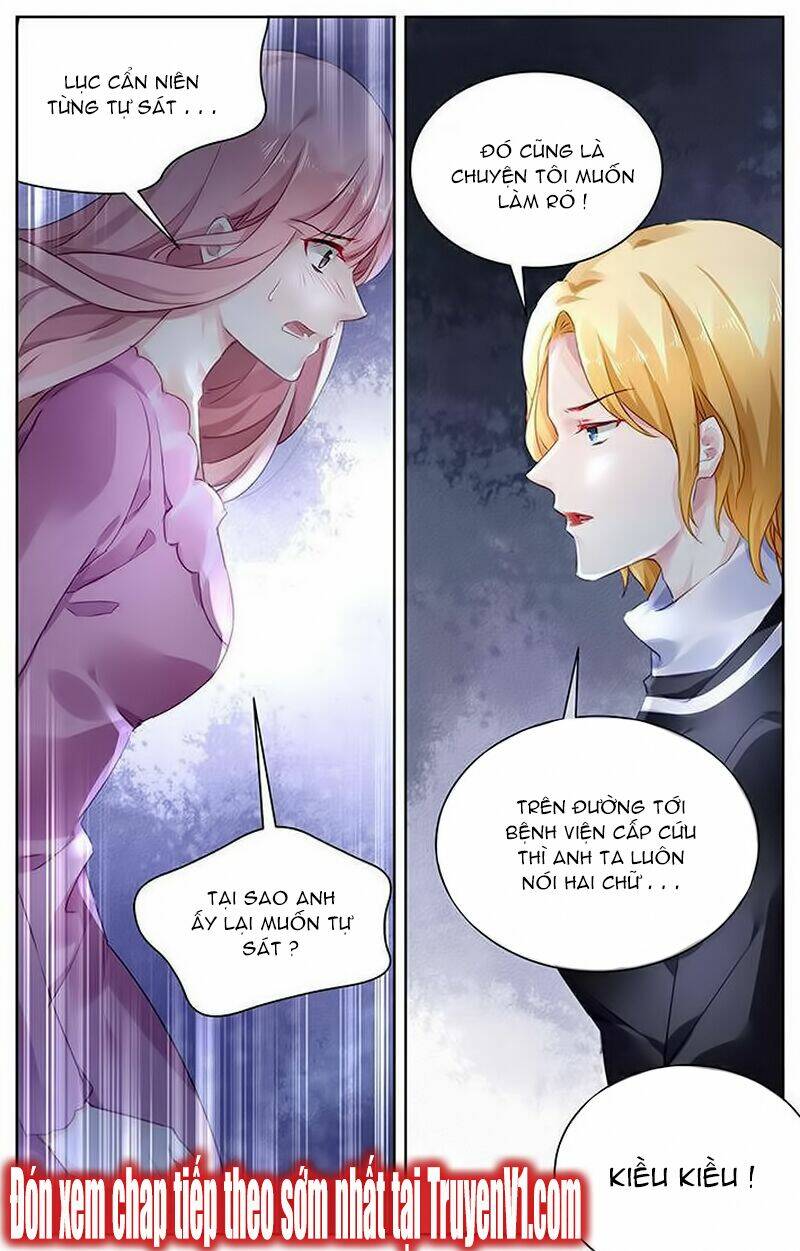 LỤC CẨN NIÊN
TỪNG TỰ SÁT . . .
TẠI SAO ANH
ẤY LẠI MUỐN TỰ
SÁT ?
ĐÓ CŨNG LÀ
CHUYỆN TÔI MUỐN
LÀM RÕ !
TRÊN ĐƯỜNG TỚI
BỆNH VIỆN CẤP CỨU
THÌ ANH TA LUÔN
NÓI HAI CHỮ . . .
KIỀU KIỀU !
Đón xem chap tiếp theo sớm nhất tại TruyenV1.com